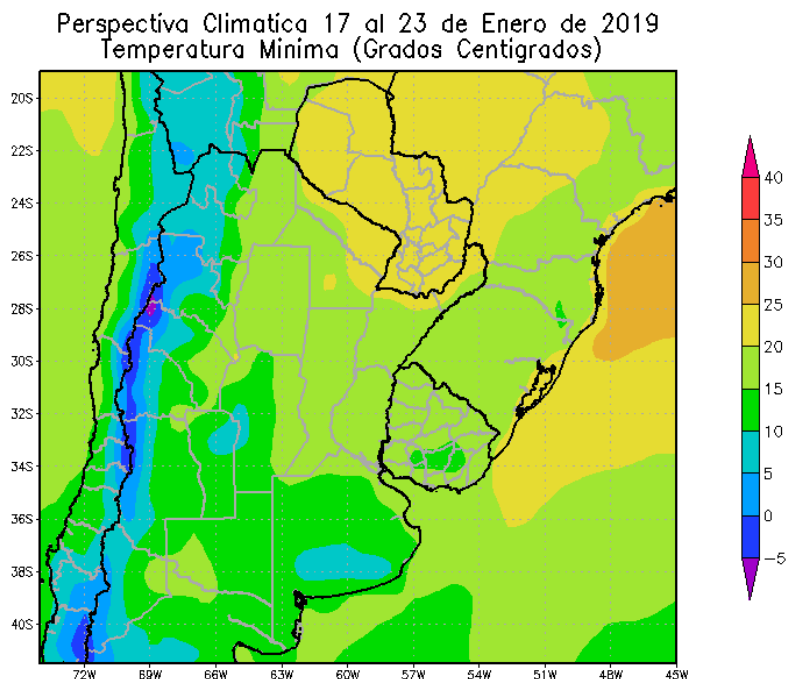 Perspectiva Climatica 17 al 23 de Enero de 2019
Temperatura Minima (Grados Centigrados)
20S
22S
24S
26S
28S
30S
32S
34S
36S
38S
40S
72W 69W 66W 63W 60W 57W 54W 51W 48W 45W
40
35
30
25
20
15
10
5
0
-5